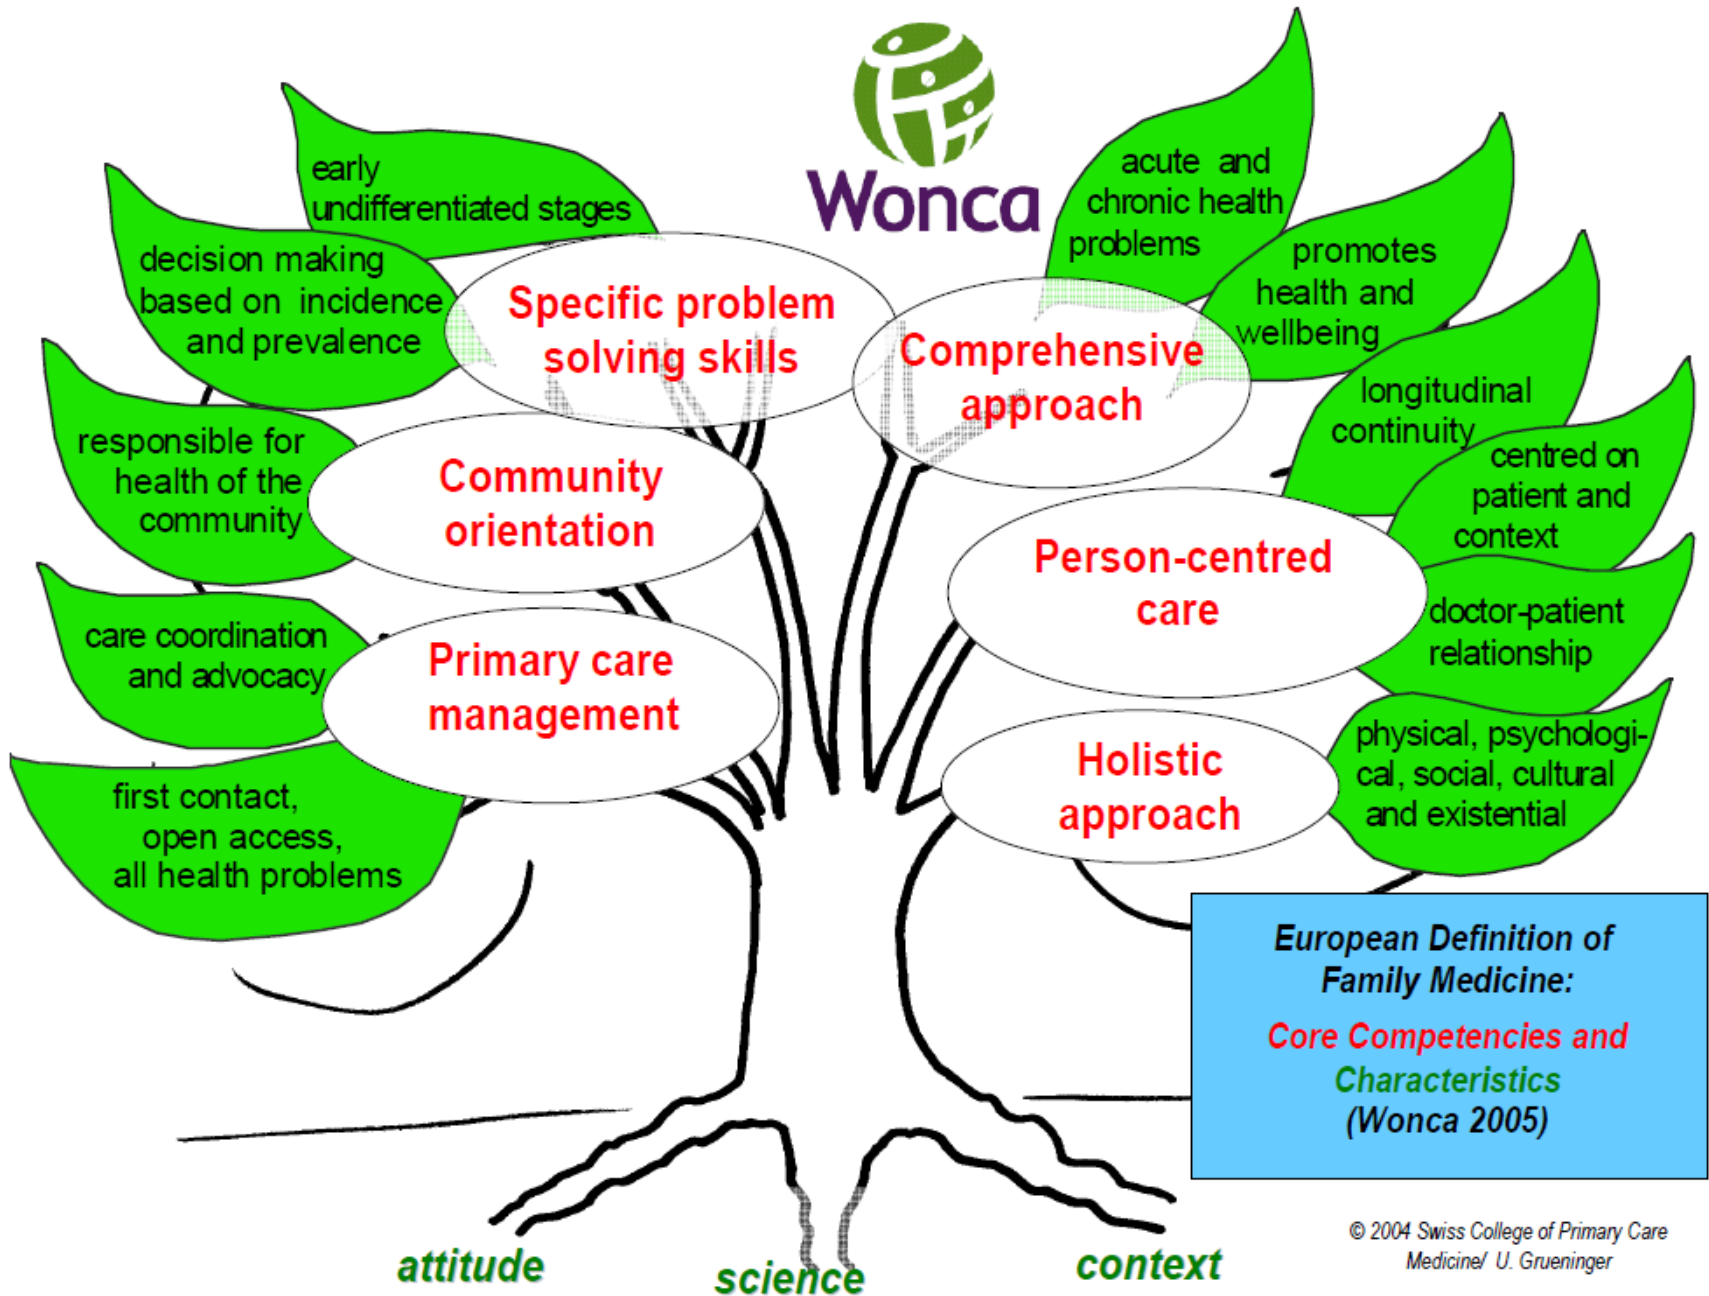 Wonca
early
undifferentiated stages
decision making
based on incidence
and prevalence
responsible for
health of the
community
care coordination
and advocacy
first contact,
open access,
all health problems
Specific problem
solving skills
Community
orientation
Primary care
management
Comprehensive
approach
Person-centred
care
Holistic
approach
acute and
chronic health
problems
promotes
health and
wellbeing
longitudinal
continuity
centred on
patient and
context
doctor-patient
relationship
physical, psychologi-
cal, social, cultural
and existential
European Definition of
Family Medicine:
Core Competencies and
Characteristics
(Wonca 2005)
attitude
science
context
© 2004 Swiss College of Primary Care
Medicine/ U. Grueninger